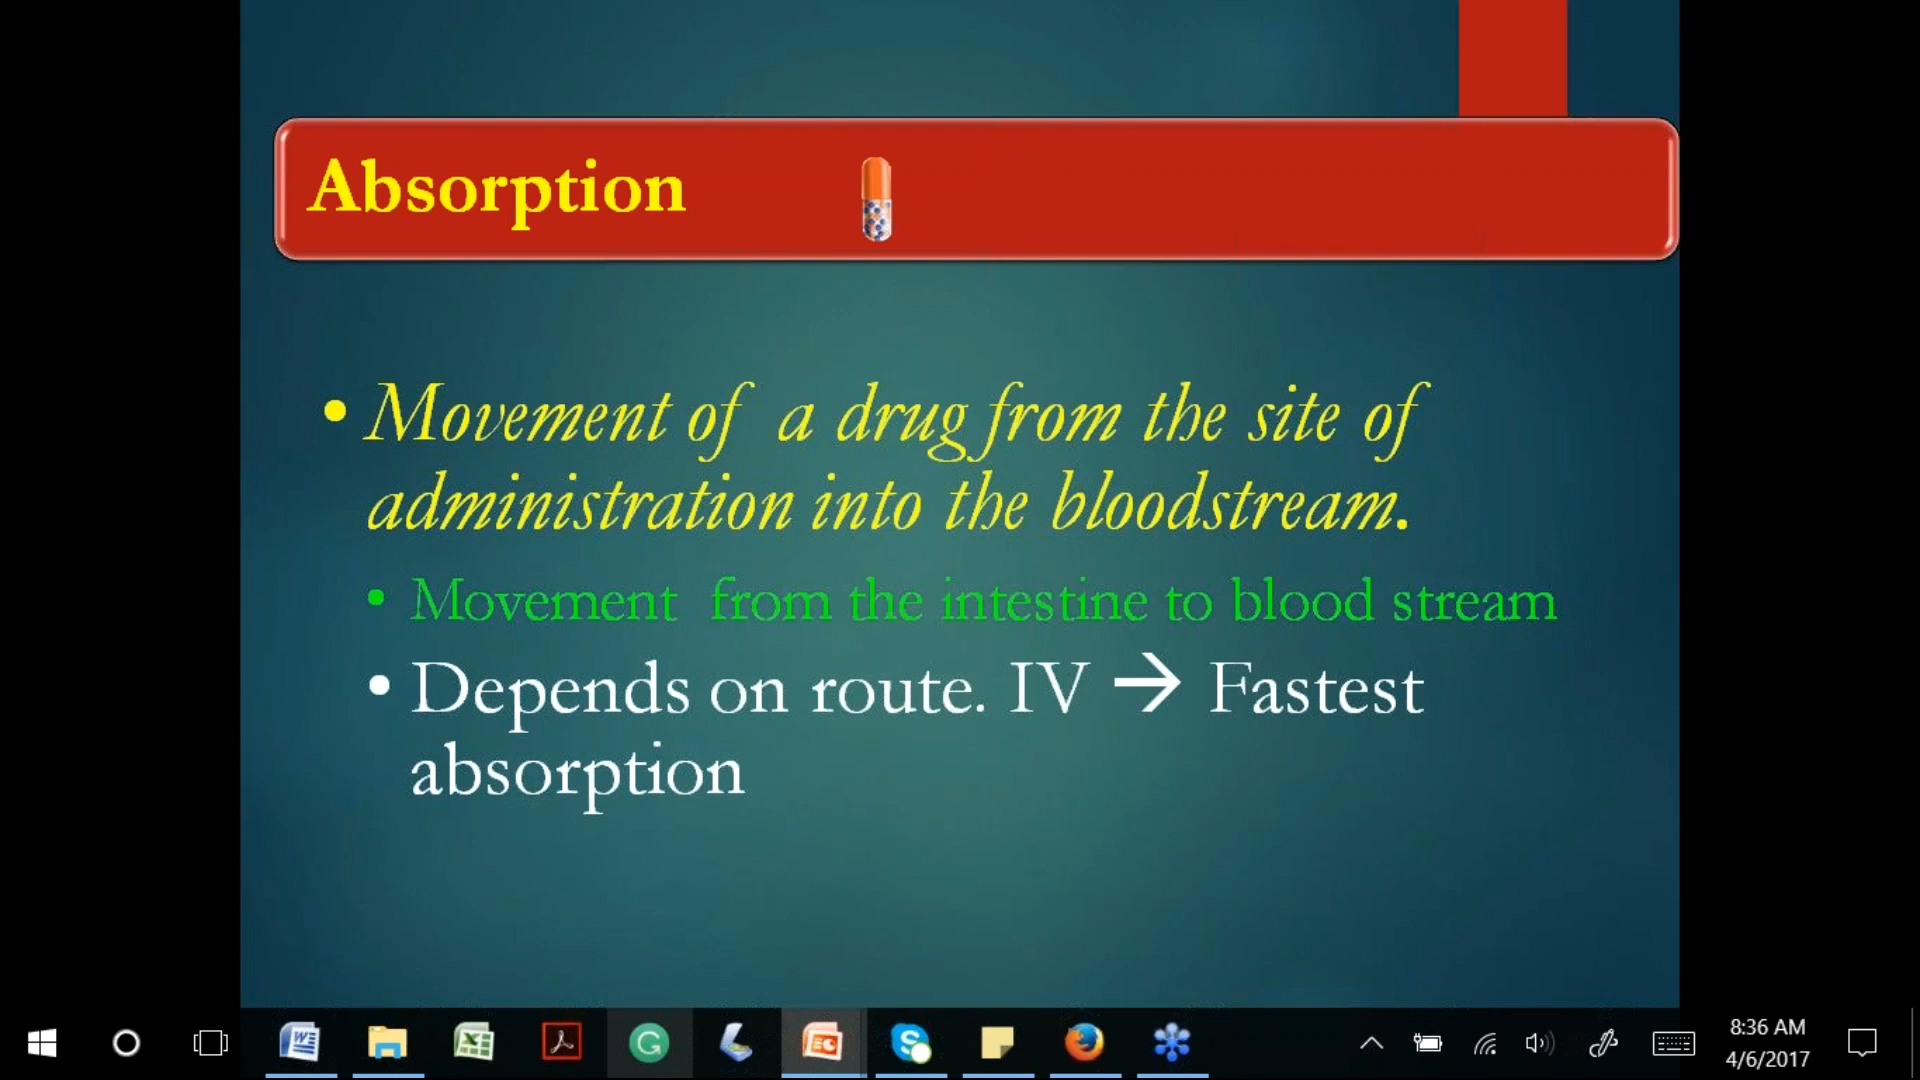 Absorption
• Movement of a drug from the site of
administration into the bloodstream.
• Movement from the intestine to blood stream
• Depends on route. IV → Fastest
absorption
8:36 AM
4/6/2017